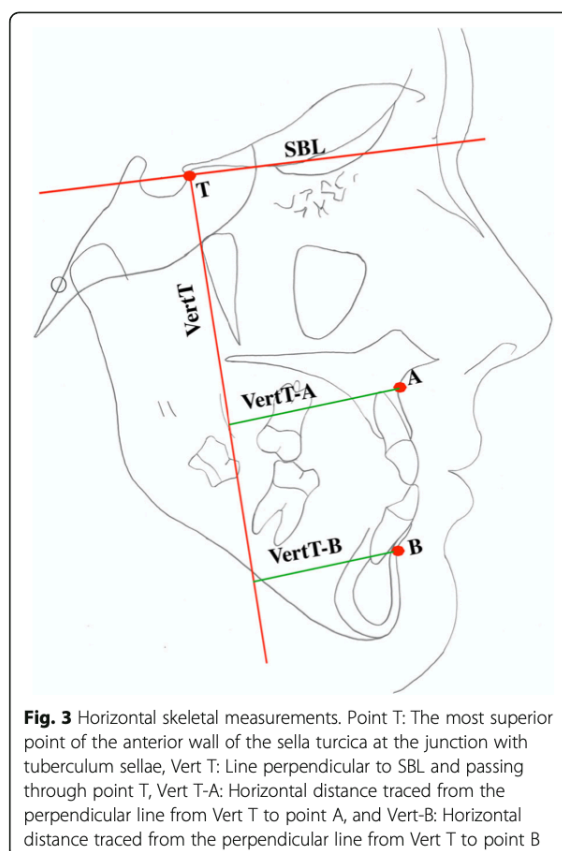 SBL
T
VertT
A
VertT-A
VertT-B
B
Fig. 3 Horizontal skeletal measurements. Point T: The most superior
point of the anterior wall of the sella turcica at the junction with
tuberculum sellae, Vert T: Line perpendicular to SBL and passing
through point T, Vert T-A: Horizontal distance traced from the
perpendicular line from Vert T to point A, and Vert-B: Horizontal
distance traced from the perpendicular line from Vert T to point B